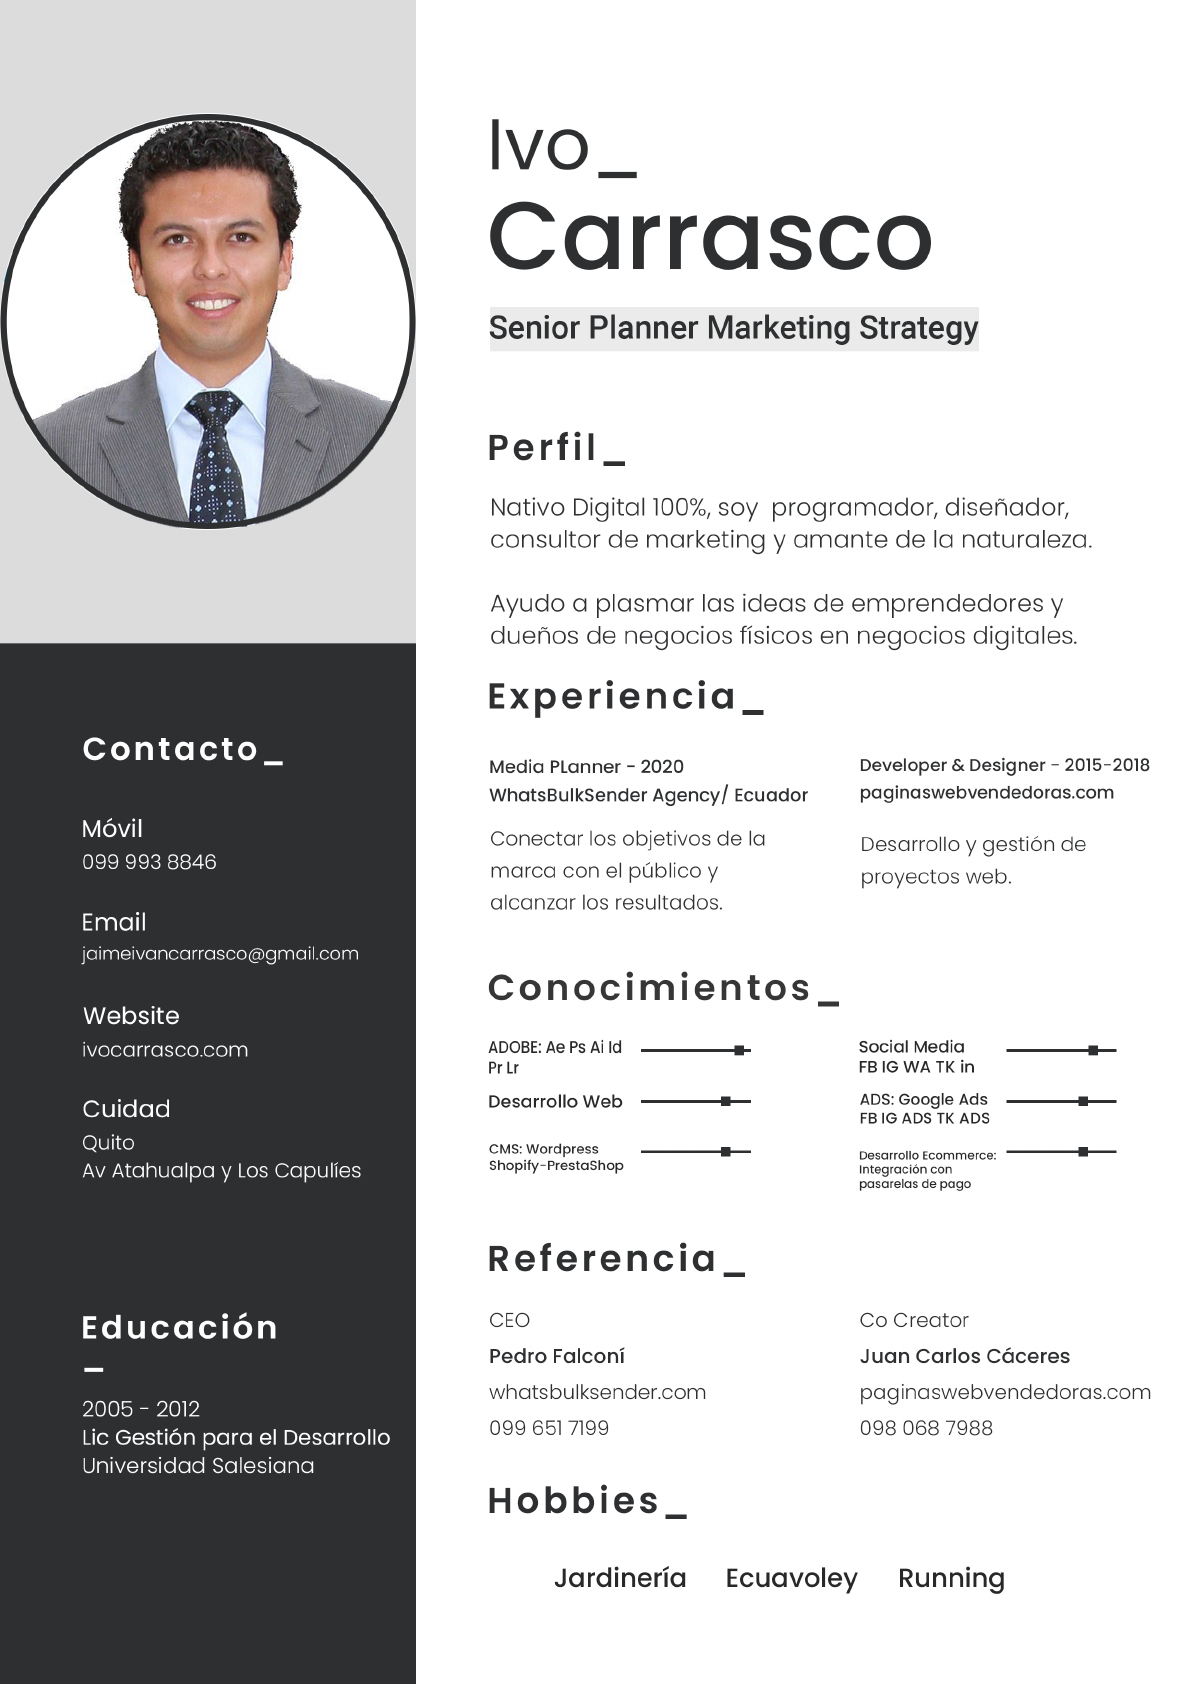 Ivo_
Carrasco
Senior Planner Marketing Strategy
Perfil_
Nativo Digital 100%, soy  programador, diseñador,
consultor de marketing y amante de la naturaleza.
Ayudo a plasmar las ideas de emprendedores y
dueños de negocios físicos en negocios digitales.
Experiencia_
Media PLanner - 2020
WhatsBulkSender Agency/ Ecuador
Conectar los objetivos de la
marca con el público y
alcanzar los resultados.
Developer & Designer - 2015-2018
paginaswebvendedoras.com
Desarrollo y gestión de
proyectos web.
Conocimientos_
ADOBE: Ae Ps Ai Id
Pr Lr
Desarrollo Web
CMS: Wordpress
Shopify-PrestaShop
Social Media
FB IG WA TK in
ADS: Google Ads
FB IG ADS TK ADS
Desarrollo Ecommerce:
Integración con
pasarelas de pago
Referencia_
CEO
Pedro Falconí
whatsbulksender.com
099 651 7199
Co Creator
Juan Carlos Cáceres
paginaswebvendedoras.com
098 068 7988
Hobbies_
Jardinería Ecuavoley Running
Contacto_
Móvil
099 993 8846
Email
jaimeivancarrasco@gmail.com
Website
ivocarrasco.com
Cuidad
Quito
Av Atahualpa y Los Capulíes
Educación
_
2005 - 2012
Lic Gestión para el Desarrollo
Universidad Salesiana